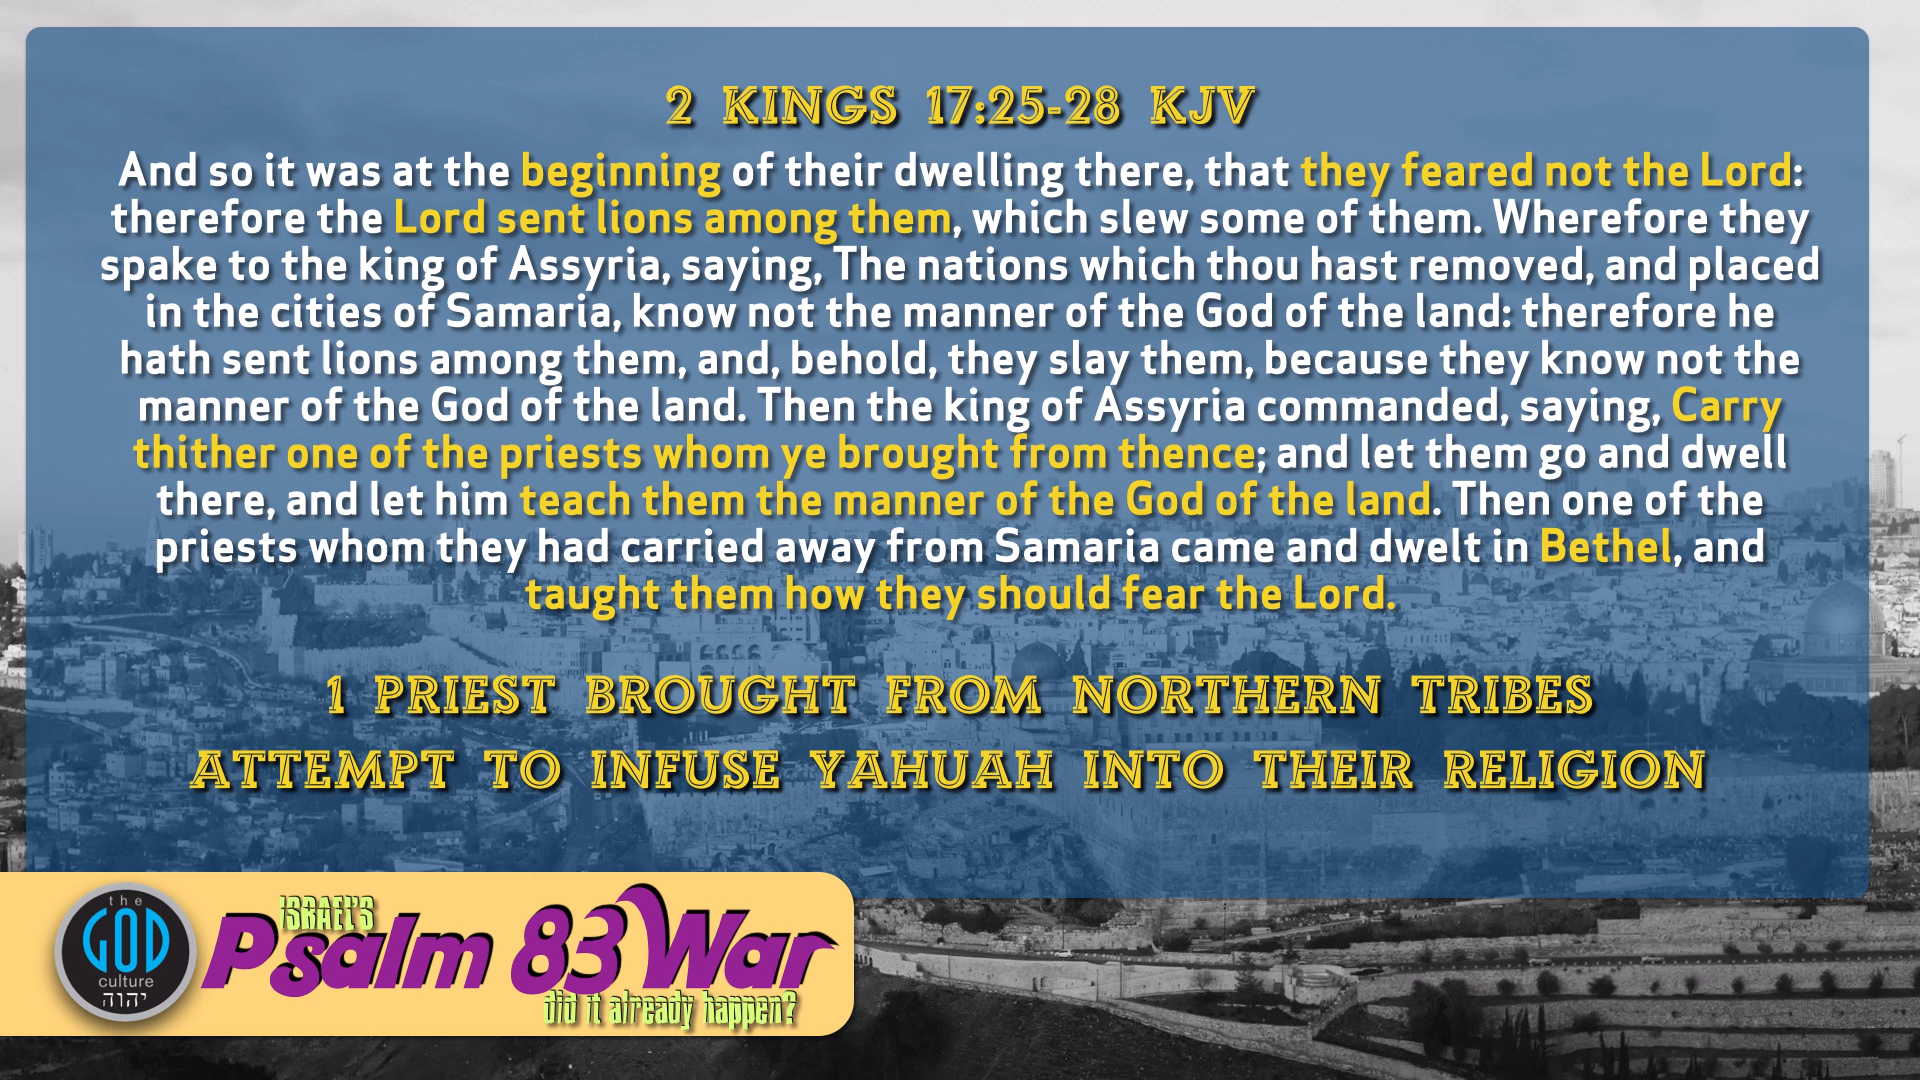 2 KINGS 17:25-28 KJV
And so it was at the beginning of their dwelling there, that they feared not the Lord:
therefore the Lord sent lions among them, which slew some of them. Wherefore they
spake to the king of Assyria, saying, The nations which thou hast removed, and placed
in the cities of Samaria, know not the manner of the God of the land: therefore he
hath sent lions among them, and, behold, they slay them, because they know not the
manner of the God of the land. Then the king of Assyria commanded, saying, Carry
thither one of the priests whom ye brought from thence; and let them go and dwell
there, and let him teach them the manner of the God of the land. Then one of the
priests whom they had carried away from Samaria came and dwelt in Bethel, and
taught them how they should fear the Lord.
1 PRIEST BROUGHT FROM NORTHERN TRIBES
ATTEMPT TO INFUSE YAHUAH INTO THEIR RELIGION
the
GOD
culture
יהוה
ISRAEL'S
Psalm 83 War
did it already happen?